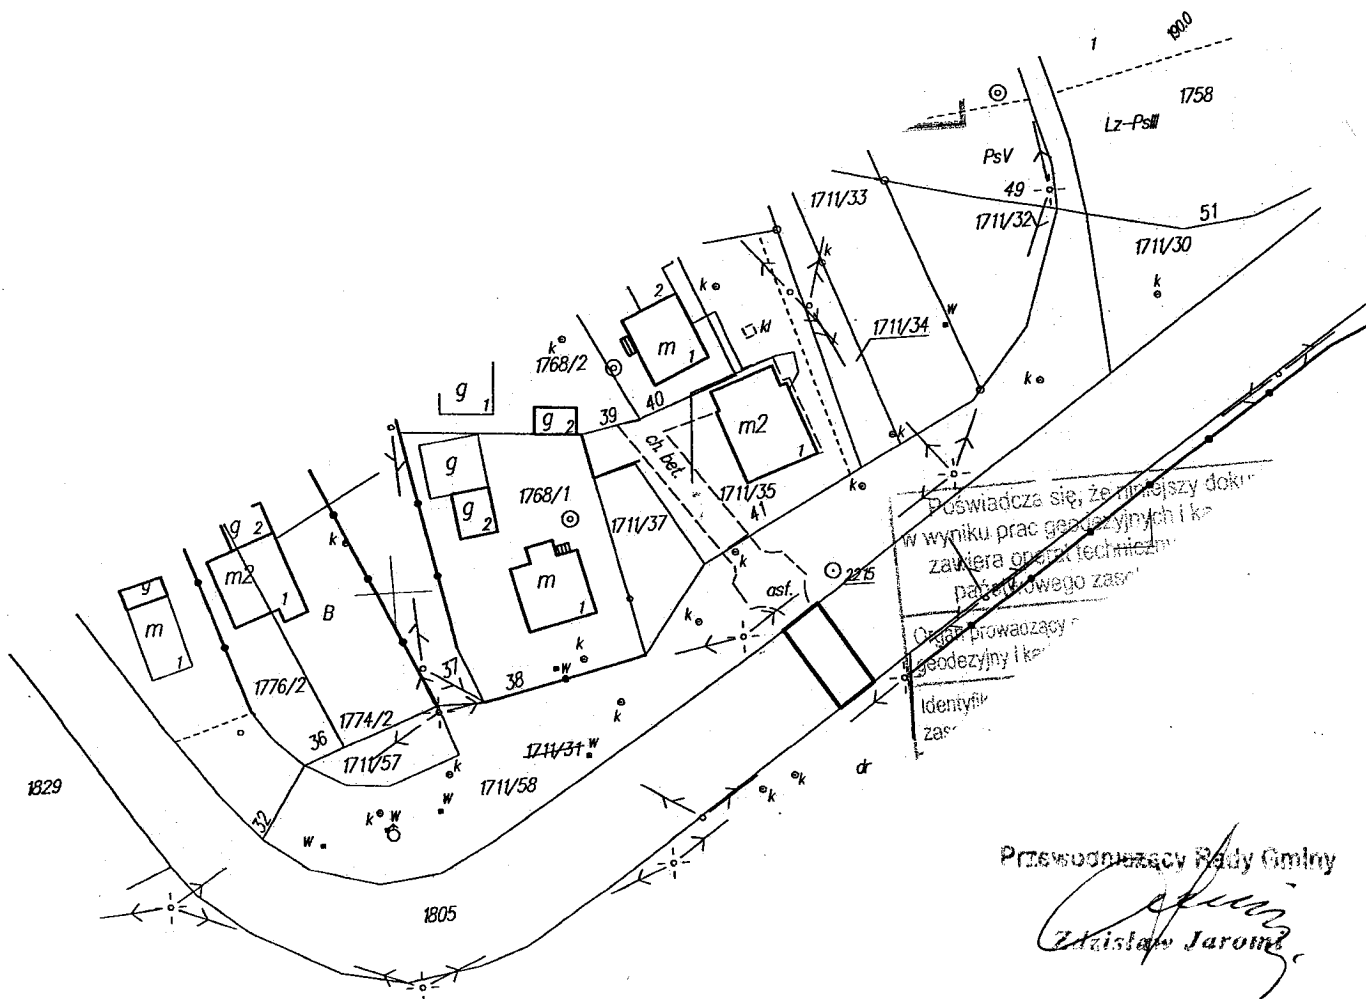 190.0
1
1758
Lz-PsIII
PsV
49
1711/33
1711/32
51
1711/30
k
k
2
k
w
k
kl
1711/34
m
1
1768/2
k
g
1
40
39
g
2
m2
1
k
k
ch. bet.
g
1768/1
g
2
1711/35
k
41
1711/37
k
g
2
k
m
1
m2
1
asf.
2215
g
m
1
B
k
k
37
w
38
k
1776/2
1774/2
36
1711/57
1711/31
w
k
1711/58
w
k
w
w
32
1829
1805
dr
k
k
Poświadcza się, że niniejszy doku
w wyniku prac geodezyjnych i ka
zawiera operat techniczny
państwowego zaso
Organ prowadzący
geodezyjny i ka
Identyfik
zas
Przewodniczący Rady Gminy
Zdzisław Jaromi